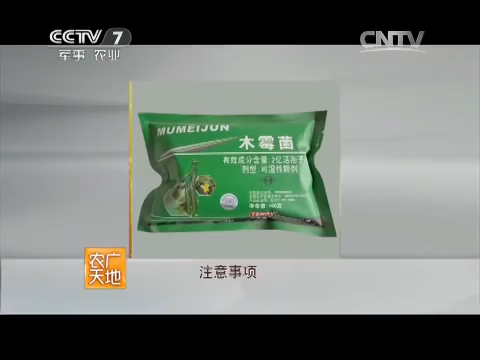 CCTV 7
军事 农业
CNTV
MUMEIJUN
木霉菌
有效成分含量:2亿活孢子
剂型:可湿性粉剂
农广
天地
注意事项